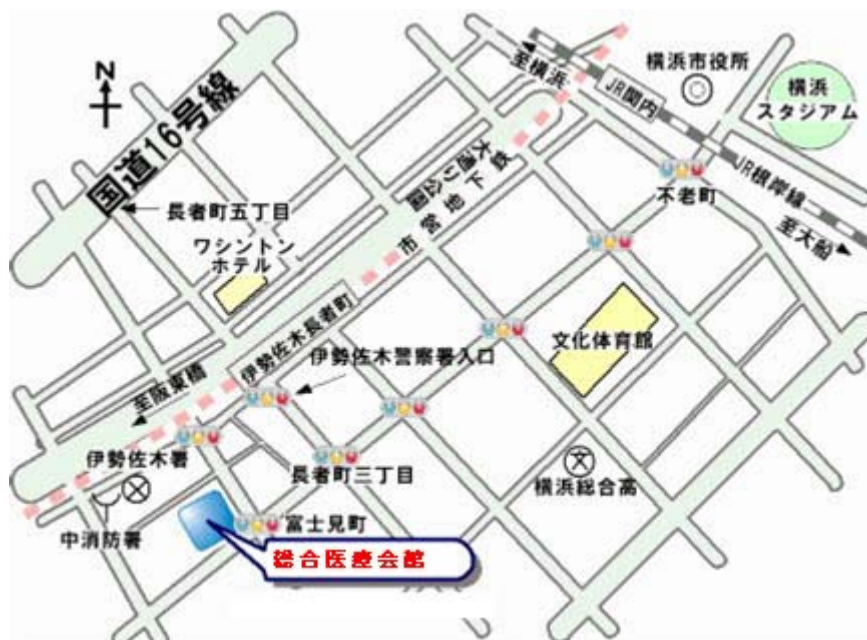 N
国道16号線
至横浜
JR関内
横浜市役所
横浜
スタジアム
大通り公園
市営地下鉄
不老町
JR根岸線
至大船
長者町五丁目
ワシントン
ホテル
伊勢佐木長者町
伊勢佐木警察署入口
文化体育館
至阪東橋
伊勢佐木署
長者町三丁目
文
横浜総合高
中消防署
富士見町
総合医療会館